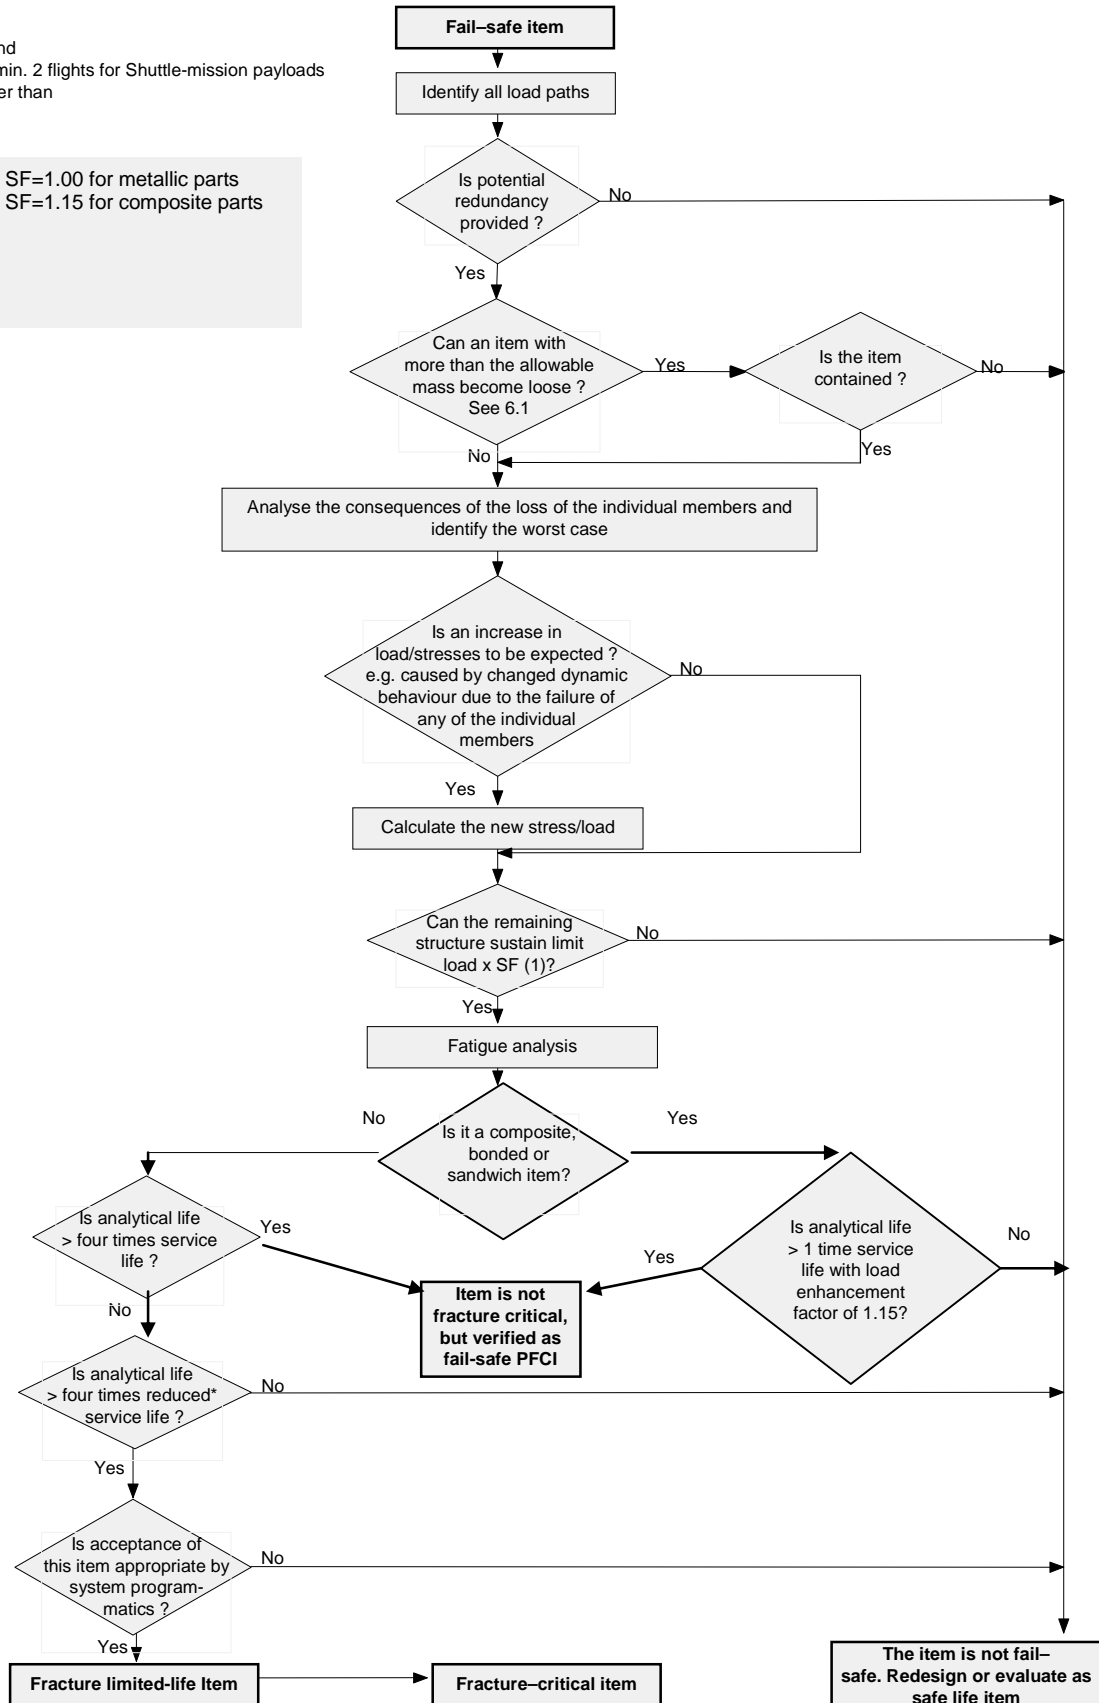 Fail–safe item
nd
min. 2 flights for Shuttle-mission payloads
er than
Identify all load paths
SF=1.00 for metallic parts
SF=1.15 for composite parts
Is potential
redundancy
provided ?
No
Yes
Can an item with
more than the allowable
mass become loose ?
See 6.1
Yes
Is the item
contained ?
No
Yes
No
Analyse the consequences of the loss of the individual members and
identify the worst case
Is an increase in
load/stresses to be expected ?
e.g. caused by changed dynamic
behaviour due to the failure of
any of the individual
members
No
Yes
Calculate the new stress/load
Can the remaining
structure sustain limit
load x SF (1)?
No
Yes
Fatigue analysis
No
Is it a composite,
bonded or
sandwich item?
Yes
Is analytical life
> four times service
life ?
Yes
Is analytical life
> 1 time service
life with load
enhancement
factor of 1.15?
Yes
No
Item is not
fracture critical,
but verified as
fail-safe PFCI
No
Is analytical life
> four times reduced*
service life ?
No
Yes
Is acceptance of
this item appropriate by
system program-
matics ?
No
Yes
Fracture limited-life Item
Fracture–critical item
The item is not fail–
safe. Redesign or evaluate as
safe life item